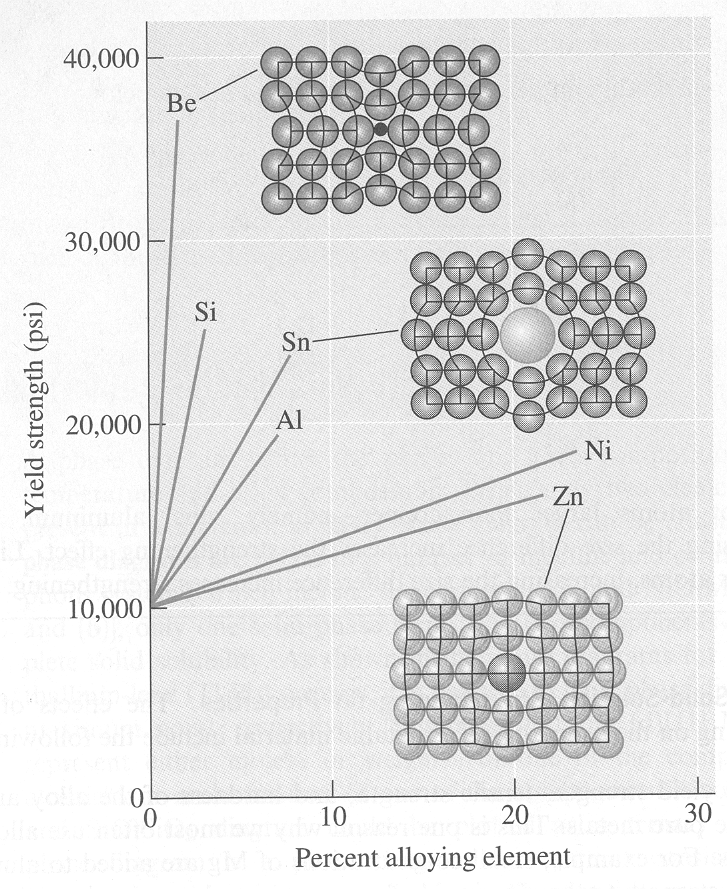 40,000
Be
30,000
Si
Sn
Al
20,000
Ni
Zn
10,000
0
0
10
20
30
Yield strength (psi)
Percent alloying element